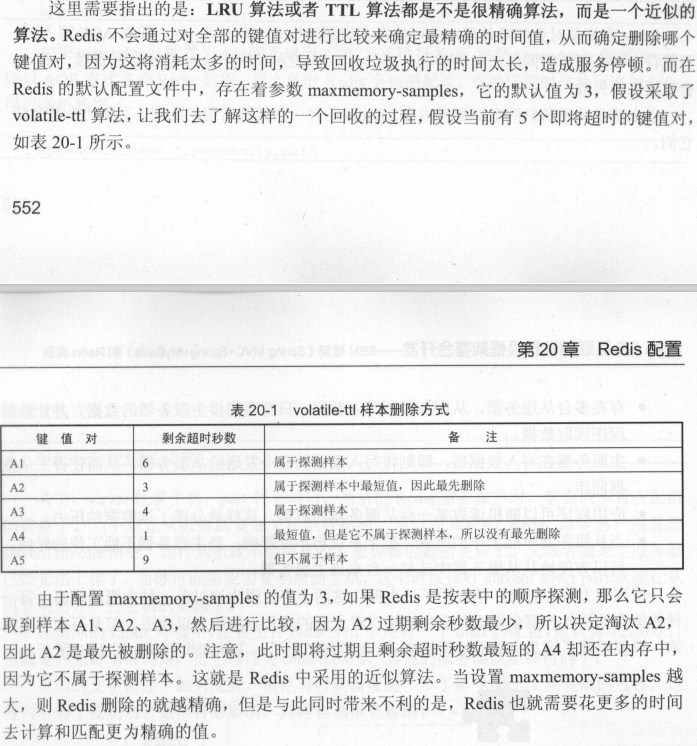 这里需要指出的是：LRU 算法或者 TTL 算法都是不是很精确算法，而是一个近似的
算法。Redis 不会通过对全部的键值对进行比较来确定最精确的时间值，从而确定删除哪个
键值对，因为这将消耗太多的时间，导致回收垃圾执行的时间太长，造成服务停顿。而在
Redis 的默认配置文件中，存在着参数 maxmemory-samples，它的默认值为 3，假设采取了
volatile-ttl 算法，让我们去了解这样的一个回收的过程，假设当前有 5 个即将超时的键值对，
如表 20-1 所示。
552
第 20 章 Redis 配置
表 20-1 volatile-ttl 样本删除方式
键 值 对 剩余超时秒数 备 注
A1 6 属于探测样本
A2 3 属于探测样本中最短值，因此最先删除
A3 4 属于探测样本
A4 最短值，但是它不属于探测样本，所以没有最先删除
A5 9 但不属于样本
由于配置 maxmemory-samples 的值为 3，如果 Redis 是按表中的顺序探测，那么它只会
取到样本 A1、A2、A3，然后进行比较，因为 A2 过期剩余秒数最少，所以决定淘汰 A2，
因此 A2 是最先被删除的。注意，此时即将过期且剩余超时秒数最短的 A4 却还在内存中，
因为它不属于探测样本。这就是 Redis 中采用的近似算法。当设置 maxmemory-samples 越
大，则 Redis 删除的就越精确，但是与此同时带来不利的是，Redis 也就需要花更多的时间
去计算和匹配更为精确的值。